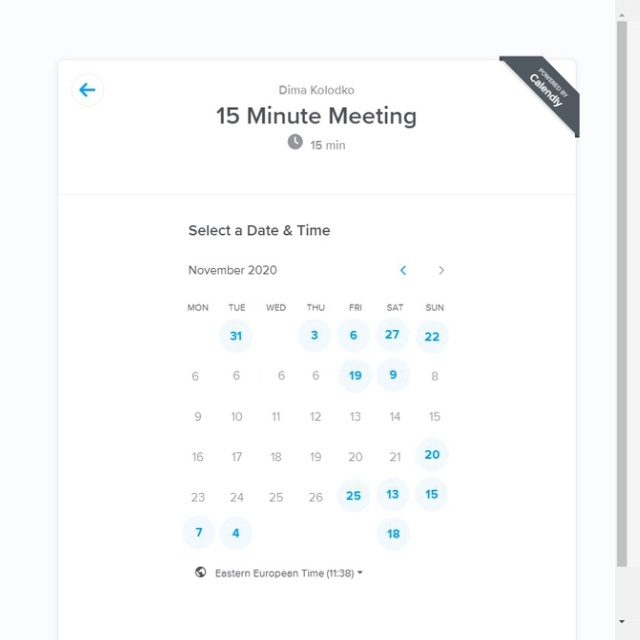 POWERED BY
Calendly
Dima Kolodko
15 Minute Meeting
15 min
Select a Date & Time
November 2020
MON TUE WED THU FRI SAT SUN
31 3 6 27 22
6 6 6 6 19 9 8
9 10 11 12 13 14 15
16 17 18 19 20 21 20
23 24 25 26 25 13 15
7 4 18
Eastern European Time (11:38)